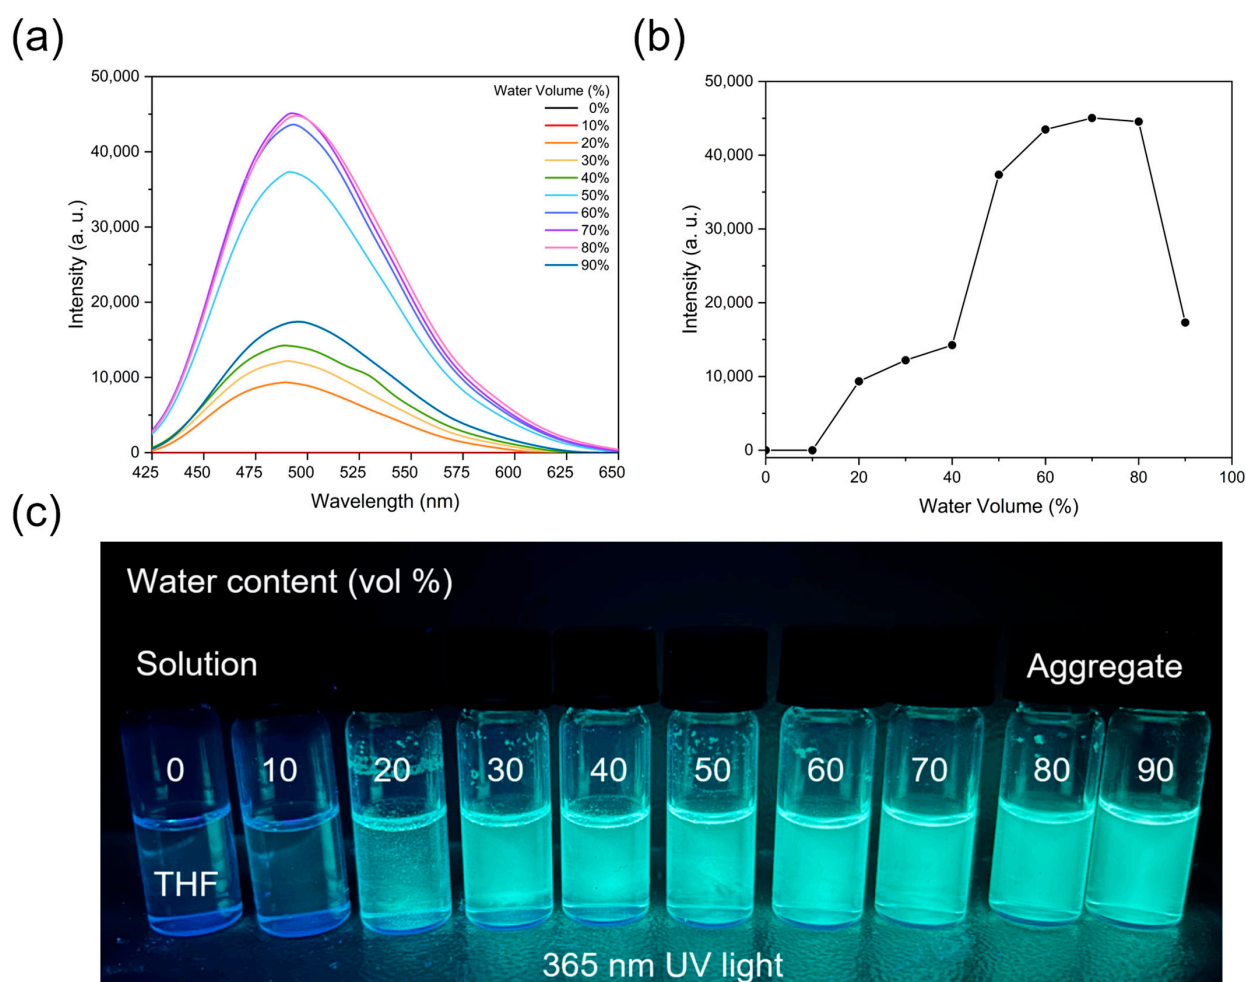 (a)
50,000
40,000
30,000
20,000
10,000
0
Intensity (a. u.)
425 450 475 500 525 550 575 600 625 650
Wavelength (nm)
Water Volume (%)
0%
10%
20%
30%
40%
50%
60%
70%
80%
90%
(b)
50,000
40,000
30,000
20,000
10,000
0
Intensity (a. u.)
0 20 40 60 80 100
Water Volume (%)
(c)
Water content (vol %)
Solution Aggregate
0 10 20 30 40 50 60 70 80 90
THF
365 nm UV light